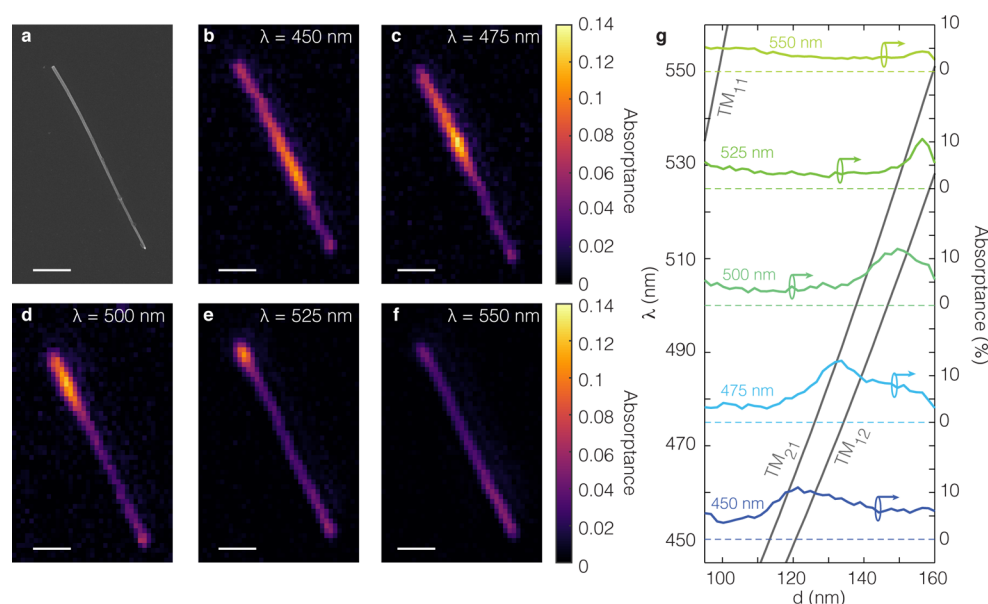 a
b
λ = 450 nm
c
λ = 475 nm
0.14
0.12
0.1
0.08
0.06
0.04
0.02
0
Absorptance
d
λ = 500 nm
e
λ = 525 nm
f
λ = 550 nm
0.14
0.12
0.1
0.08
0.06
0.04
0.02
0
Absorptance
g
550
530
510
490
470
450
λ (nm)
100
120
140
160
d (nm)
10
0
10
0
10
0
10
0
10
0
Absorptance (%)
550 nm
TM11
525 nm
500 nm
475 nm
TM21
TM12
450 nm